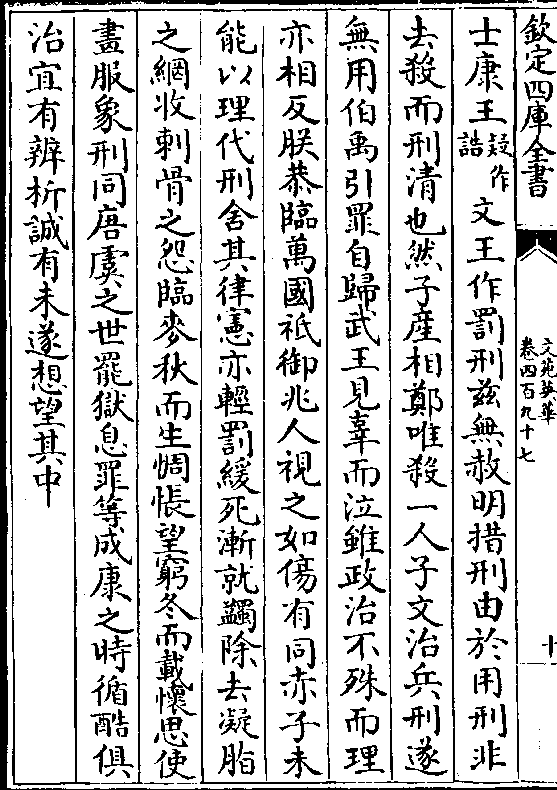 欽定四庫全書
文苑英華
卷四百九十七
十
士康王疑作誥文王作罰刑兹無赦明措刑由於用刑非
去殺而刑清也然子產相鄭唯殺一人子文治兵刑遂
無用伯禹引罪自歸武王見辜而泣雖政治不殊而理
亦相反朕恭臨萬國祗御兆人視之如傷有同赤子未
能以理代刑舍其律憲亦輕罰緩死漸就蠲除去凝脂
之網收刺骨之怨臨麥秋而生惆悵望窮冬而載懷思使
畫服象刑同唐虞之世罷獄息罪等成康之時循酷俱
治宜有辨析誠有未遂想望其中